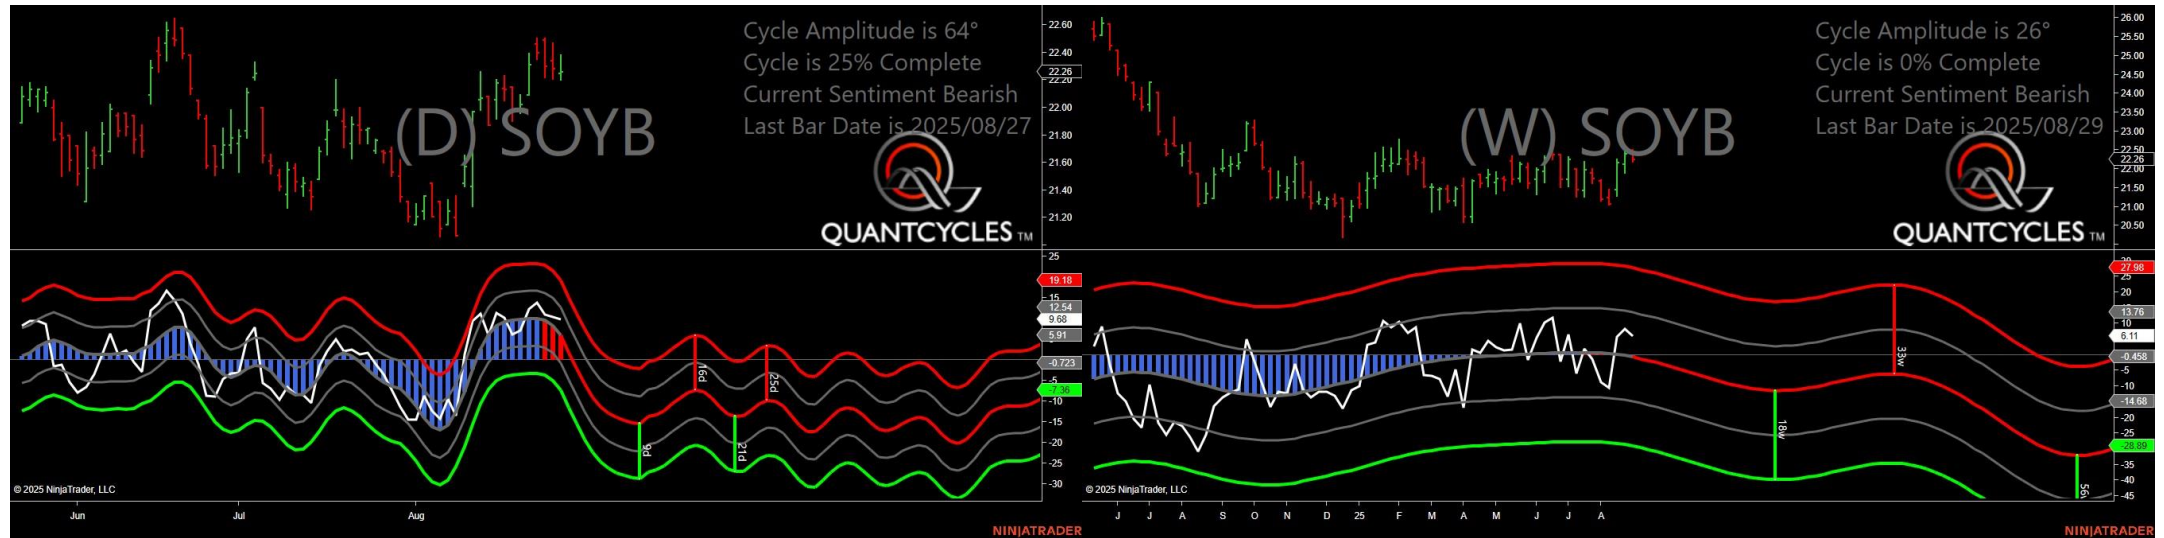 Cycle Amplitude is 64°
Cycle is 25% Complete
Current Sentiment Bearish
Last Bar Date is 2025/08/27
(D) SOYB
QUANTCYCLES TM
22.60
22.40
22.26
22.20
22.00
21.80
21.60
21.40
21.20
25
19.18
15
12.54
9.68
5.91
-0.723
-5
-7.36
-10
-15
-20
-25
-30
9d
16d
21d
25d
© 2025 NinjaTrader, LLC
Jun
Jul
Aug
NINJATRADER
Cycle Amplitude is 26°
Cycle is 0% Complete
Current Sentiment Bearish
Last Bar Date is 2025/08/29
(W) SOYB
QUANTCYCLES TM
26.00
25.50
25.00
24.50
24.00
23.50
23.00
22.50
22.26
22.00
21.50
21.00
20.50
27.98
25
20
13.76
10
6.11
-0.458
-5
-10
-14.68
-20
-25
-28.89
-35
-40
-45
18w
33w
© 2025 NinjaTrader, LLC
J J A S O N D 25 F M A M J J A
NINJATRADER